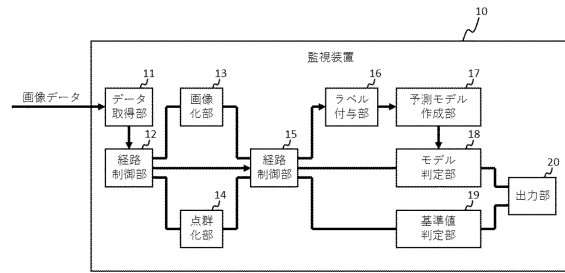 10
監視装置
画像データ
11
データ
取得部
12
経路
制御部
13
画像
化部
14
点群
化部
15
経路
制御部
16
ラベル
付与部
17
予測モデル
作成部
18
モデル
判定部
19
基準値
判定部
20
出力部